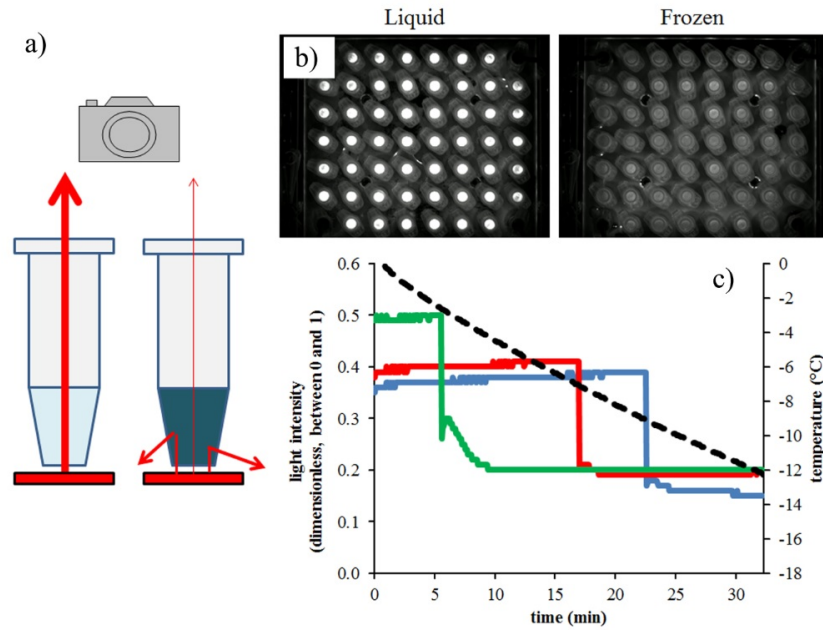 a)
Liquid
Frozen
b)
c)
0.6
0.5
0.4
0.3
0.2
0.1
0.0
light intensity
(dimensionless, between 0 and 1)
0
-3
-6
-8
-10
-12
-14
-16
-18
temperature (°C)
0
5
10
15
20
25
30
time (min)